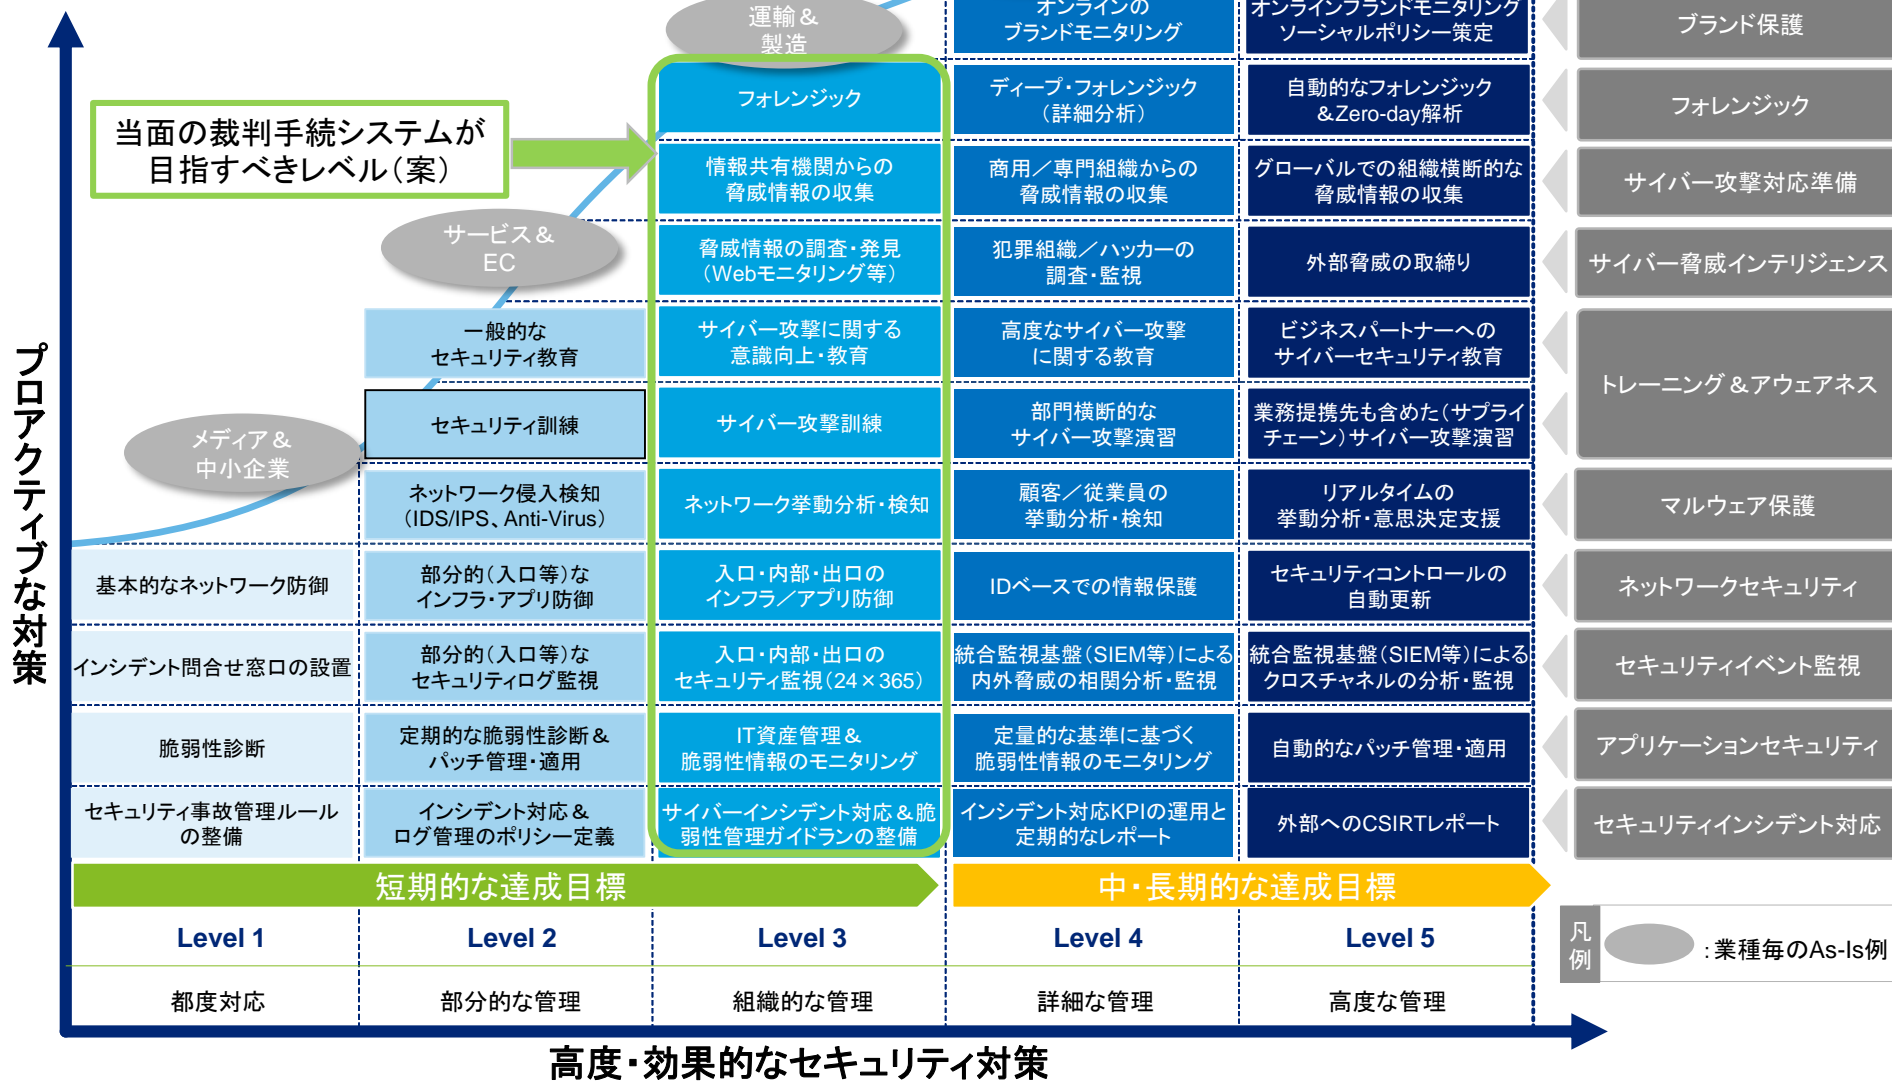 運輸&
製造
オンラインの
ブランドモニタリング
オンラインブランドモニタリング
ソーシャルポリシー策定
ブランド保護
当面の裁判手続システムが
目指すべきレベル（案）
フォレンジック
ディープ・フォレンジック
（詳細分析）
自動的なフォレンジック
&Zero-day解析
フォレンジック
情報共有機関からの
脅威情報の収集
商用／専門組織からの
脅威情報の収集
グローバルでの組織横断的な
脅威情報の収集
サイバー攻撃対応準備
サービス&
EC
脅威情報の調査・発見
（Webモニタリング等）
犯罪組織／ハッカーの
調査・監視
外部脅威の取締り
サイバー脅威インテリジェンス
一般的な
セキュリティ教育
サイバー攻撃に関する
意識向上・教育
高度なサイバー攻撃
に関する教育
ビジネスパートナーへの
サイバーセキュリティ教育
トレーニング&アウェアネス
メディア&
中小企業
セキュリティ訓練
サイバー攻撃訓練
部門横断的な
サイバー攻撃演習
業務提携先も含めた（サプライ
チェーン）サイバー攻撃演習
ネットワーク侵入検知
（IDS/IPS、Anti-Virus）
ネットワーク挙動分析・検知
顧客／従業員の
挙動分析・検知
リアルタイムの
挙動分析・意思決定支援
マルウェア保護
基本的なネットワーク防御
部分的（入口等）な
インフラ・アプリ防御
入口・内部・出口の
インフラ／アプリ防御
IDベースでの情報保護
セキュリティコントロールの
自動更新
ネットワークセキュリティ
インシデント問合せ窓口の設置
部分的（入口等）な
セキュリティログ監視
入口・内部・出口の
セキュリティ監視（24×365）
統合監視基盤（SIEM等）による
内外脅威の相関分析・監視
統合監視基盤（SIEM等）による
クロスチャネルの分析・監視
セキュリティイベント監視
脆弱性診断
定期的な脆弱性診断&
パッチ管理・適用
IT資産管理&
脆弱性情報のモニタリング
定量的な基準に基づく
脆弱性情報のモニタリング
自動的なパッチ管理・適用
アプリケーションセキュリティ
セキュリティ事故管理ルール
の整備
インシデント対応&
ログ管理のポリシー定義
サイバーインシデント対応&脆
弱性管理ガイドランの整備
インシデント対応KPIの運用と
定期的なレポート
外部へのCSIRTレポート
セキュリティインシデント対応
プロアクティブな対策
短期的な達成目標
中・長期的な達成目標
Level 1
Level 2
Level 3
Level 4
Level 5
都度対応
部分的な管理
組織的な管理
詳細な管理
高度な管理
凡例
：業種毎のAs-Is例
高度・効果的なセキュリティ対策